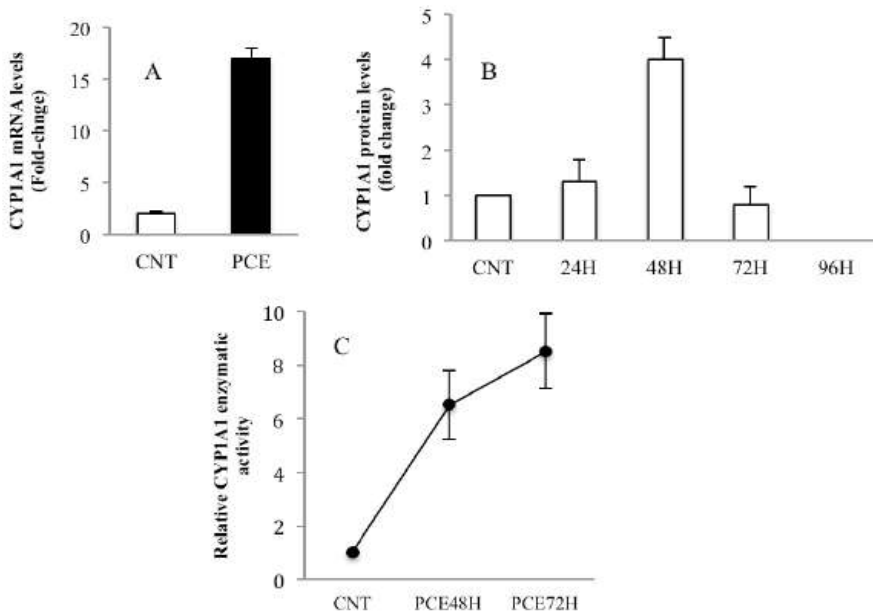 CYP1A1 mRNA levels
(Fold-chnge)
20
15
10
5
0
A
CNT
PCE
CYP1A1 protein levels
(fold change)
5
4
3
2
1
0
B
CNT
24H
48H
72H
96H
Relative CYP1A1 enzymatic
activity
10
8
6
4
2
0
C
CNT
PCE48H
PCE72H